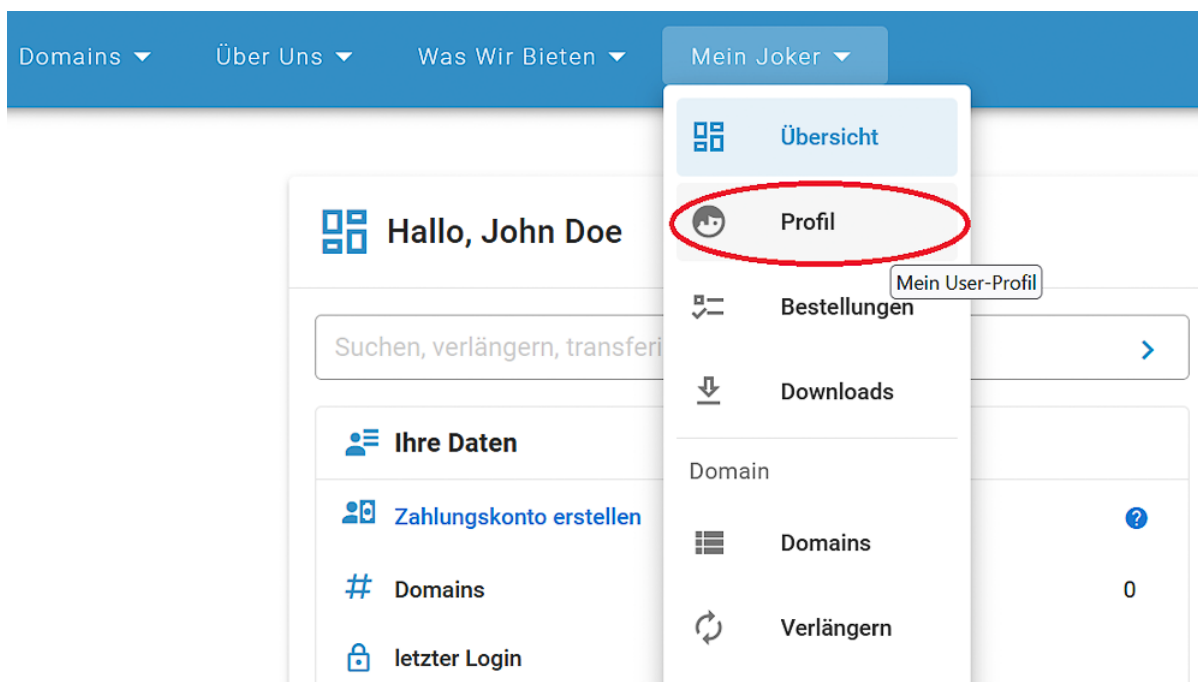 Domains
Über Uns
Was Wir Bieten
Mein Joker
Übersicht
Profil
Mein User-Profil
Bestellungen
Downloads
Domain
Domains
Verlängern
Hallo, John Doe
Suchen, verlängern, transferi
Ihre Daten
Zahlungskonto erstellen
?
# Domains
0
letzter Login